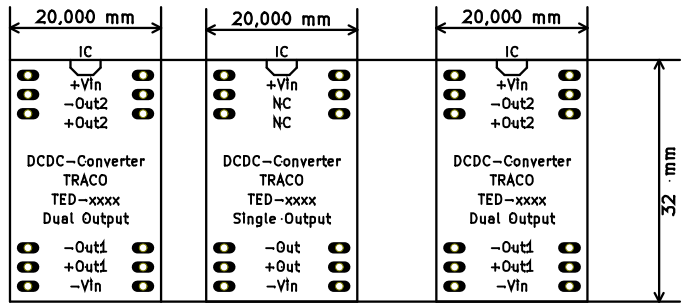 20,000 mm
IC
+Vin
-Out2
+Out2
DCDC-Converter
TRACO
TED-xxxx
Dual Output
-Out1
+Out1
-Vin
20,000 mm
IC
+Vin
NC
NC
DCDC-Converter
TRACO
TED-xxxx
Single Output
-Out
+Out
-Vin
20,000 mm
IC
+Vin
-Out2
+Out2
DCDC-Converter
TRACO
TED-xxxx
Dual Output
-Out1
+Out1
-Vin
32 mm